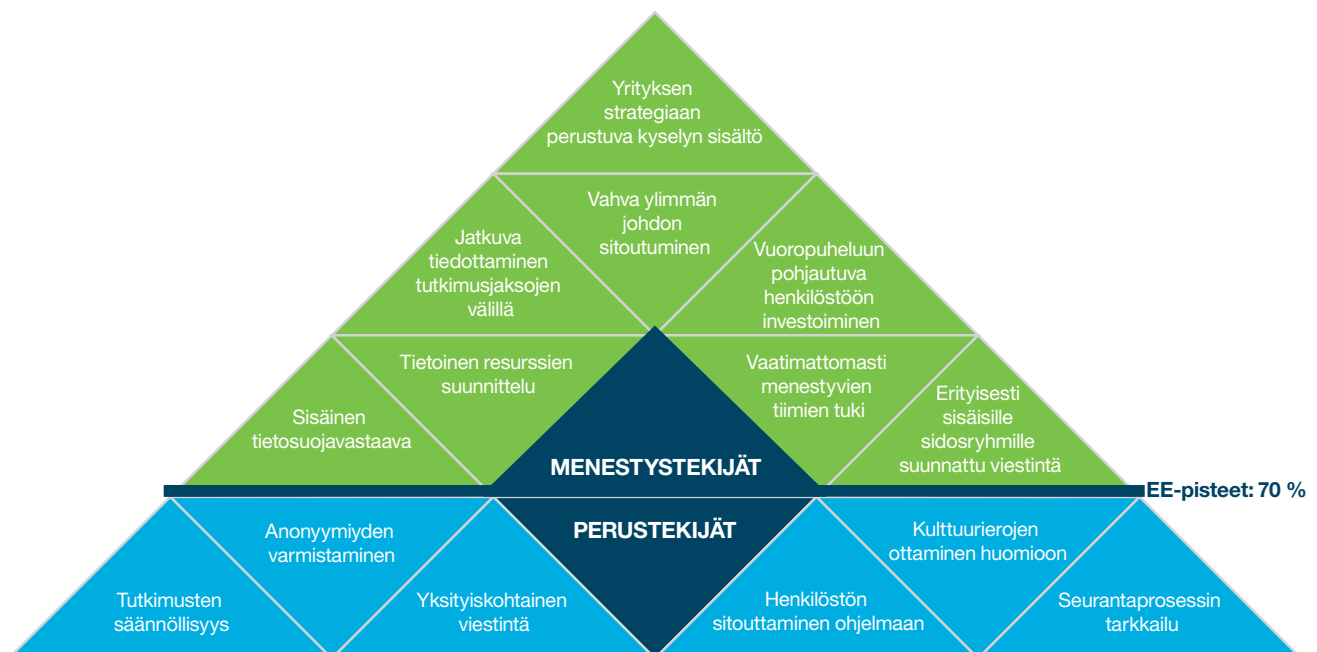 Yrityksen
strategiaan
perustuva kyselyn sisältö
Vahva ylimmän
johdon
sitoutuminen
Jatkuva
tiedottaminen
tutkimusjaksojen
välillä
Vuoropuheluun
pohjautuva
henkilöstöön
investoiminen
Tietoinen resurssien
suunnittelu
Vaatimattomasti
menestyvien
tiimien tuki
Sisäinen
tietosuojavastaava
Erityisesti
sisäisille
sidosryhmille
suunnattu viestintä
MENESTYSTEKIJÄT
EE-pisteet: 70 %
PERUSTEKIJÄT
Anonyymiyden
varmistaminen
Kulttuurierojen
ottaminen huomioon
Tutkimusten
säännöllisyys
Yksityiskohtainen
viestintä
Henkilöstön
sitouttaminen ohjelmaan
Seurantaprosessin
tarkkailu